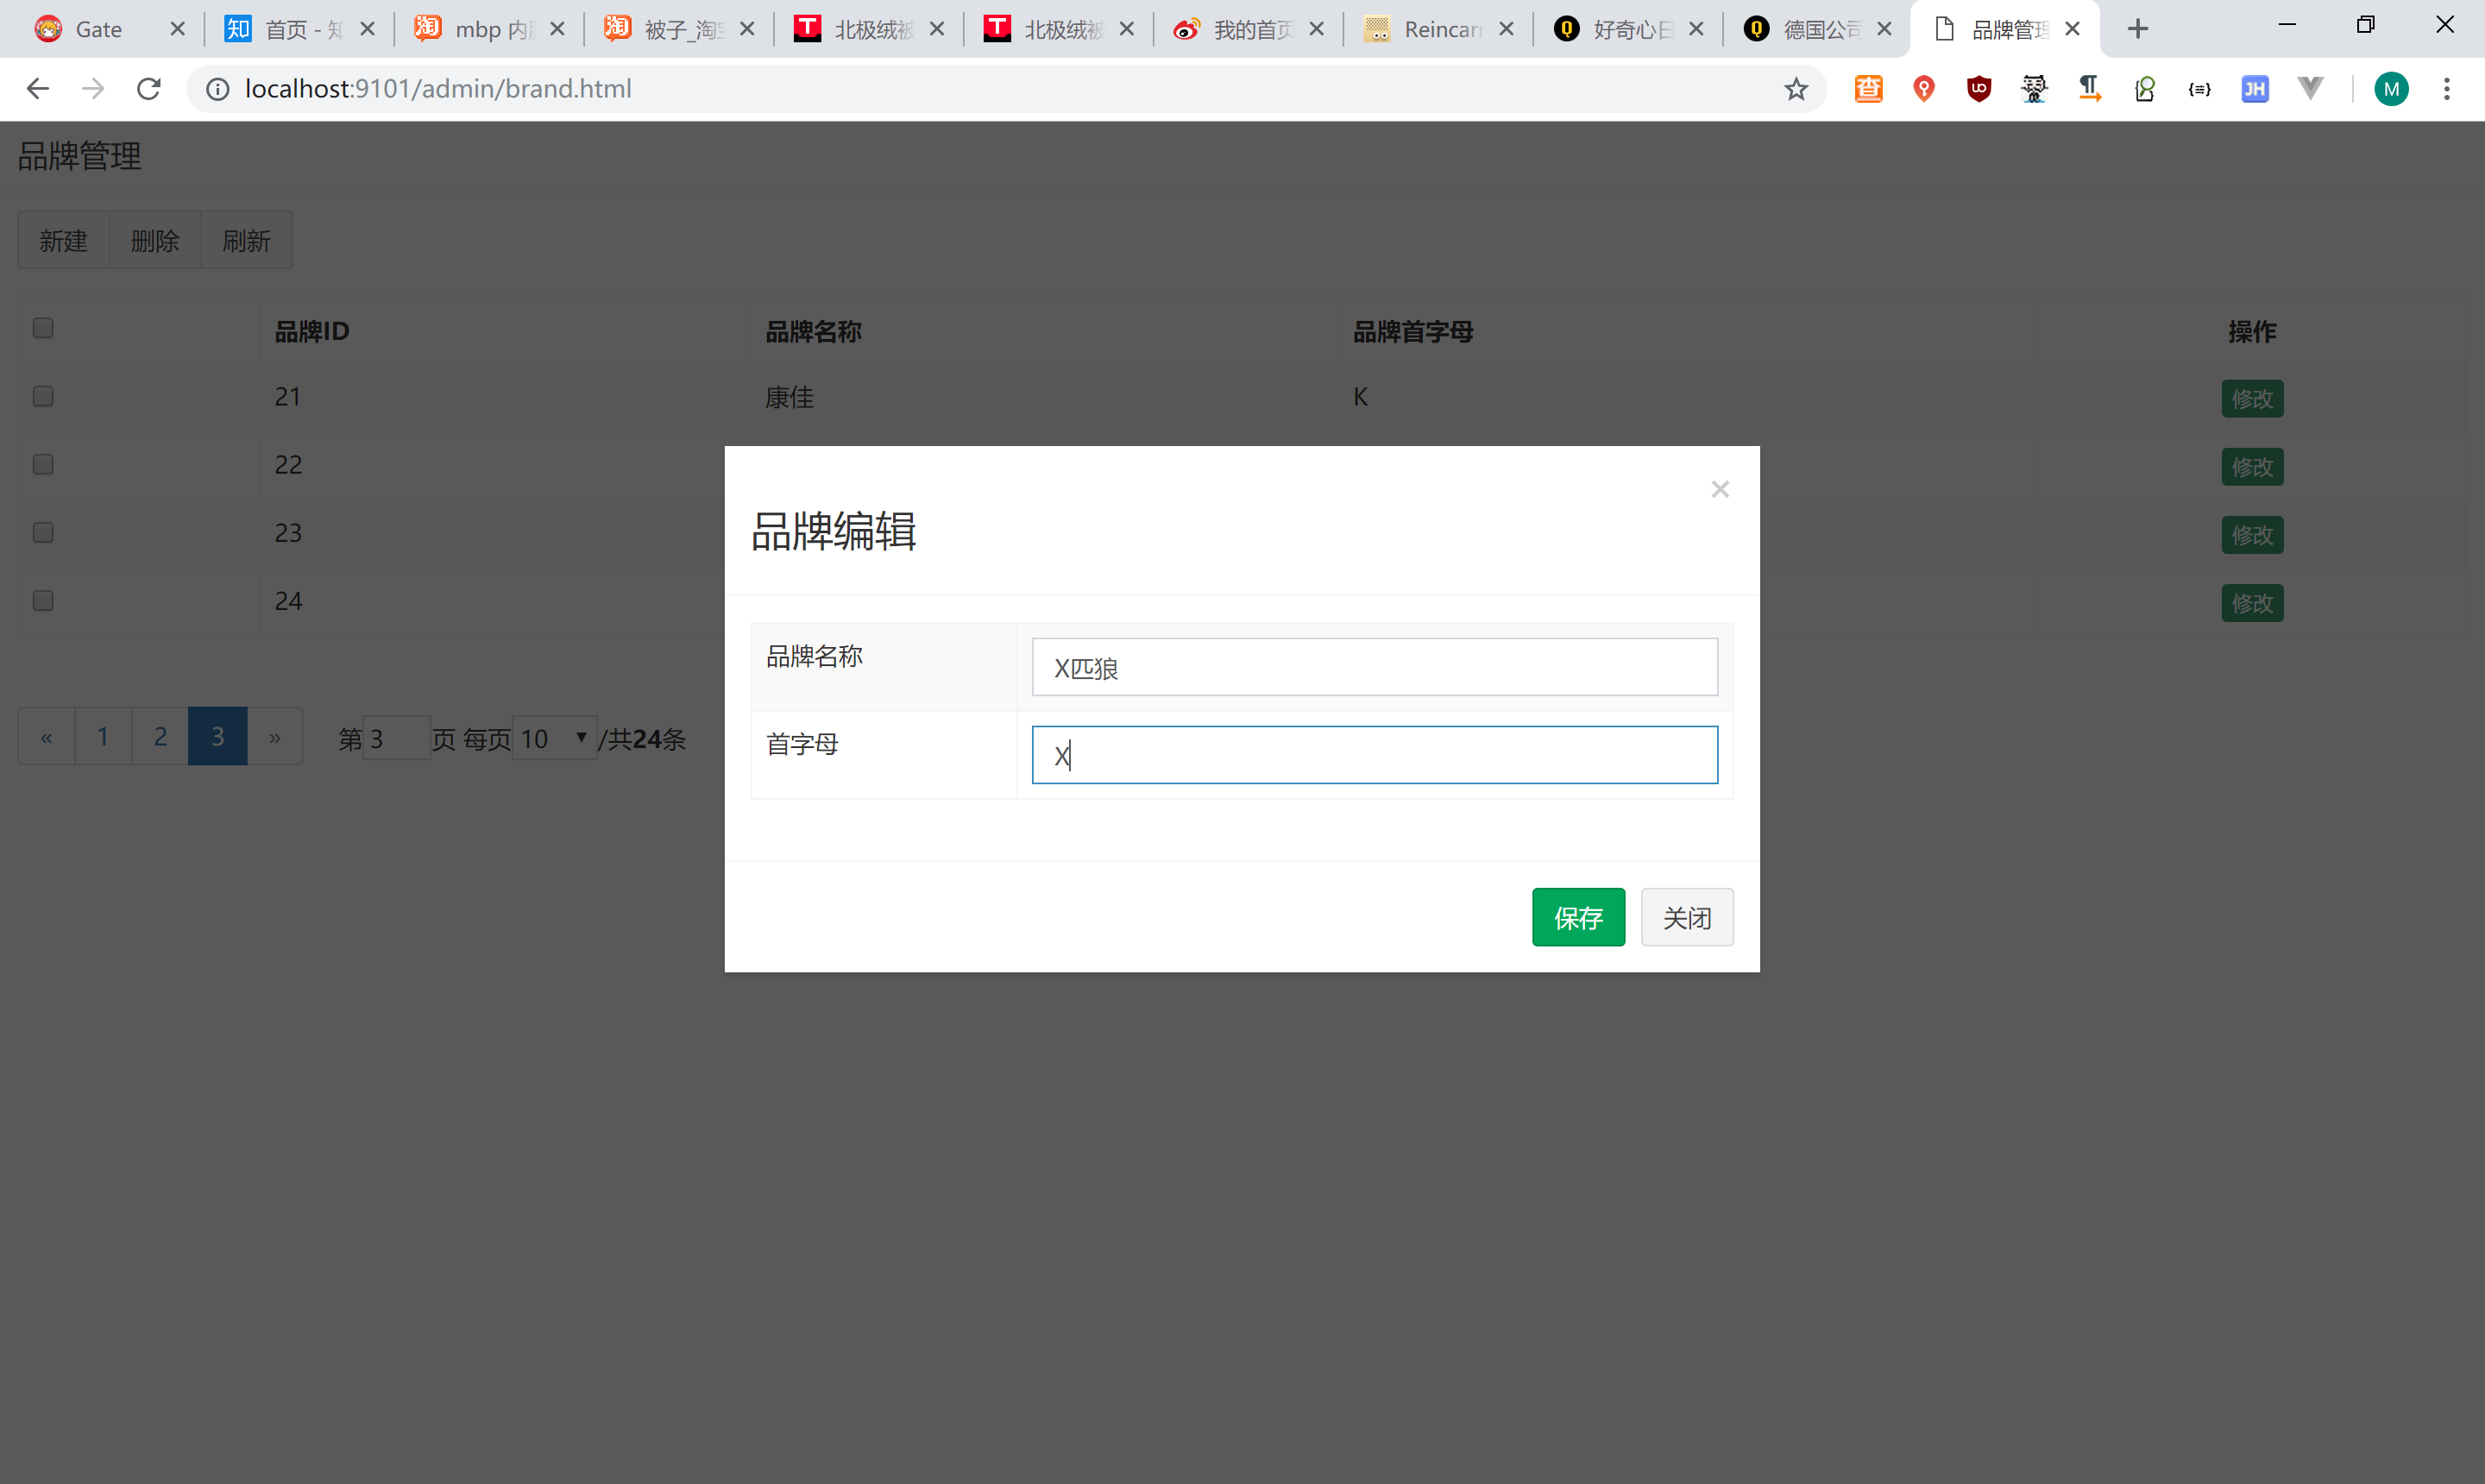 Gate
首页 - 知
mbp 内
被子_淘
北极绒被
北极绒被
我的首页
Reincar
好奇心日
德国公司
品牌管理
localhost:9101/admin/brand.html
M
品牌管理
新建 删除 刷新
品牌ID 品牌名称 品牌首字母 操作
21 康佳 K 修改
22 修改
23 修改
24 修改
« 1 2 3 » 第 3 页 每页 10 /共24条
×
品牌编辑
品牌名称 X匹狼
首字母 X
保存 关闭